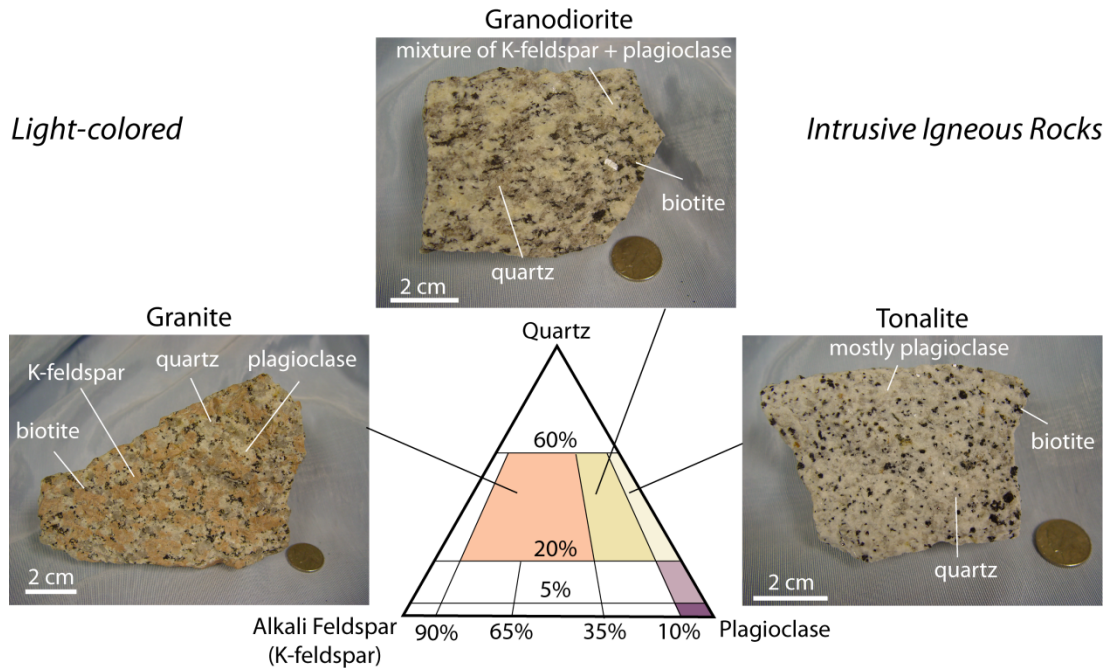 Granodiorite
mixture of K-feldspar + plagioclase
Light-colored
Intrusive Igneous Rocks
biotite
quartz
2 cm
Granite
quartz
plagioclase
K-feldspar
biotite
2 cm
Quartz
60%
20%
5%
Alkali Feldspar
(K-feldspar)
90%
65%
35%
10%
Plagioclase
Tonalite
mostly plagioclase
biotite
quartz
2 cm